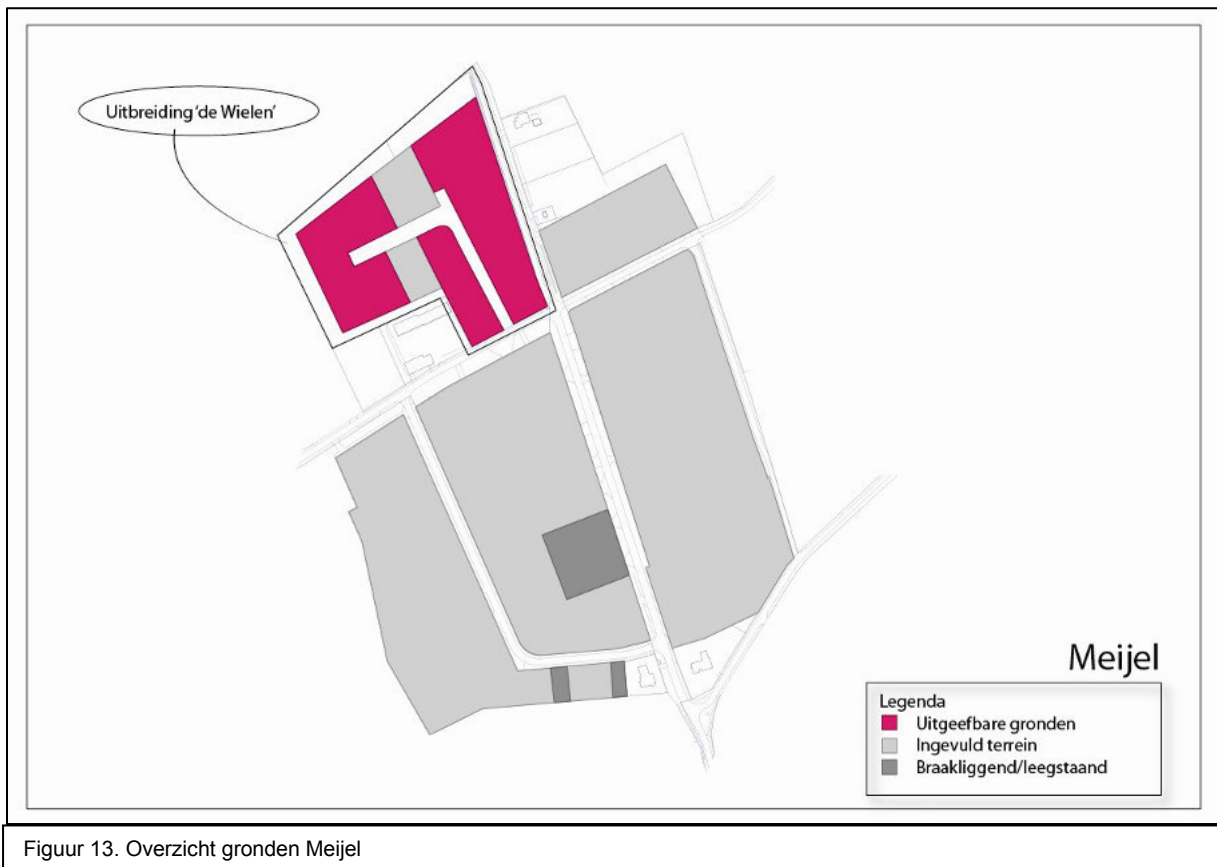 Uitbreiding 'de Wielen'
Meijel
Legenda
Uitgeefbare gronden
Ingevuld terrein
Braakliggend/leegstaand
Figuur 13. Overzicht gronden Meijel